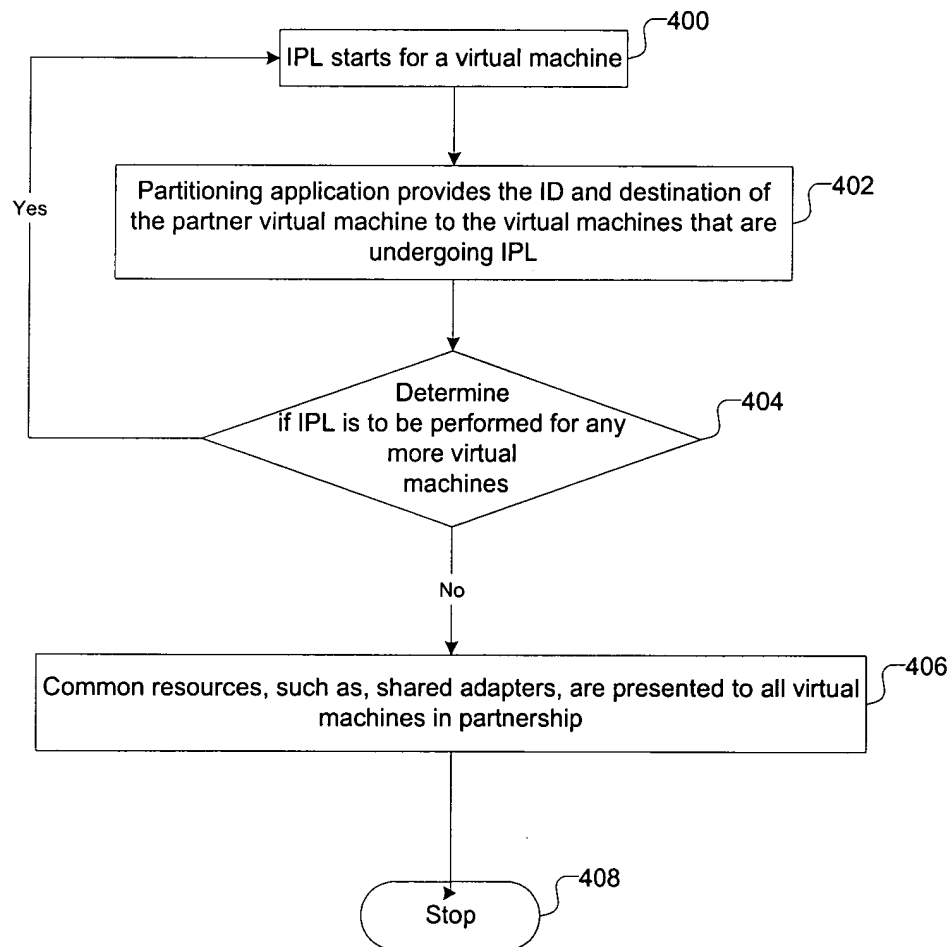 400
IPL starts for a virtual machine
402
Partitioning application provides the ID and destination of
the partner virtual machine to the virtual machines that are
undergoing IPL
Yes
404
Determine
if IPL is to be performed for any
more virtual
machines
No
406
Common resources, such as, shared adapters, are presented to all virtual
machines in partnership
408
Stop